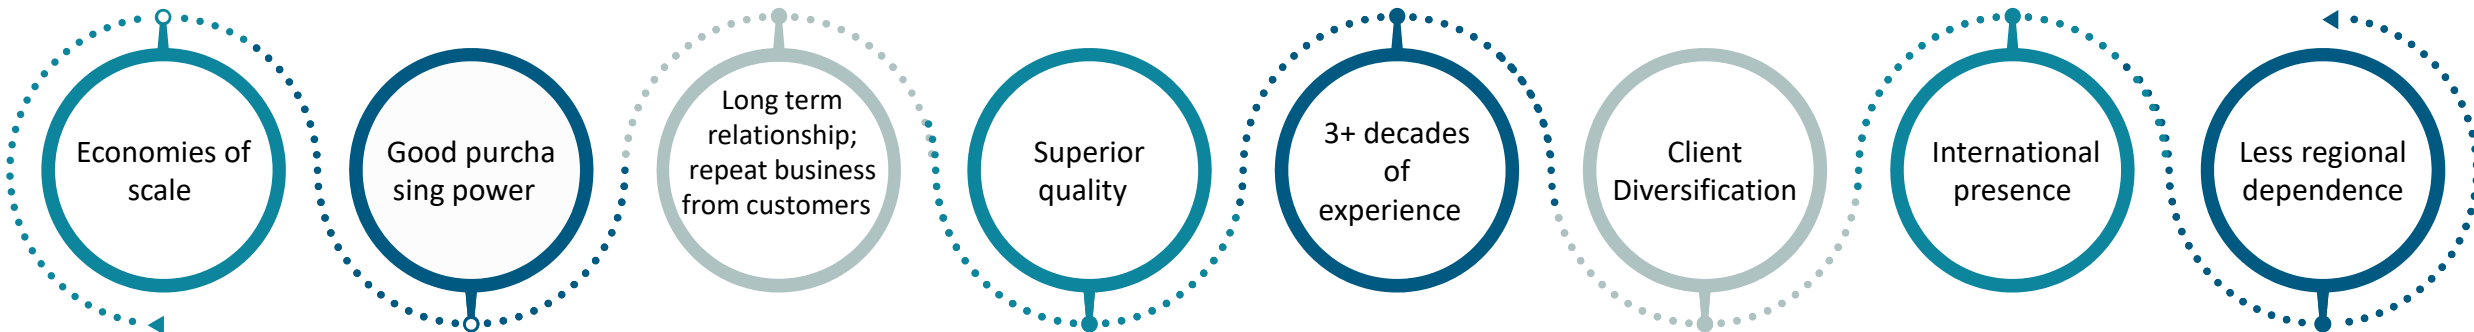 Economies of
scale
Good purcha
sing power
Long term
relationship;
repeat business
from customers
Superior
quality
3+ decades
of
experience
Client
Diversification
International
presence
Less regional
dependence